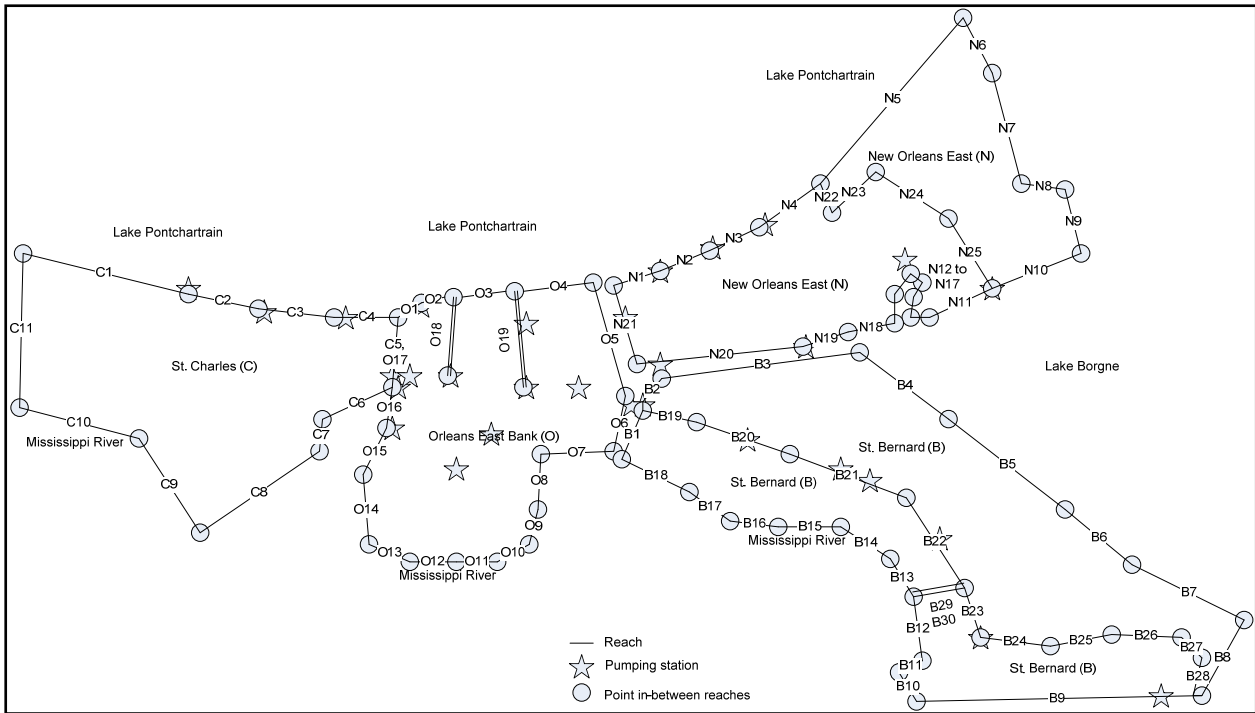 Lake Pontchartrain
N6
N5
N7
New Orleans East (N)
N8
N22
N23
N24
N4
N9
Lake Pontchartrain
Lake Pontchartrain
N3
N25
N2
N10
C1
N1
N12 to
N17
New Orleans East (N)
C2
O2
O3
O4
O1
C3
C4
N11
C11
N21
N18
N19
O18
O19
O5
C5,
O17
N20
B3
St. Charles (C)
Lake Borgne
B2
B4
C6
O16
C10
Mississippi River
C7
O6
B19
B1
B20
Orleans East Bank (O)
St. Bernard (B)
O15
O7
B5
B18
B21
O8
St. Bernard (B)
C9
C8
B17
O14
O9
B16
B15
Mississippi River
B14
B22
B6
O13
O12
O11
O10
Mississippi River
B13
B7
B29
B30
B23
B12
Reach
B24
B25
B26
B27
Pumping station
B11
St. Bernard (B)
B8
B10
B28
Point in-between reaches
B9